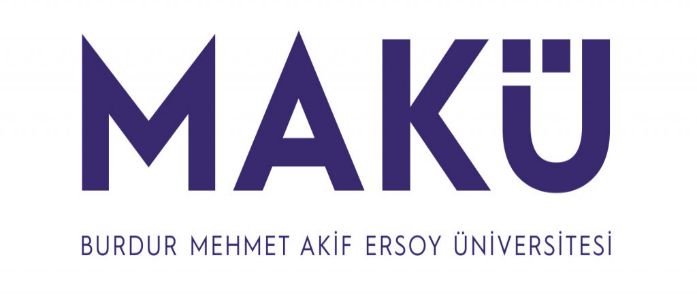 MAKÜ
BURDUR MEHMET AKİF ERSOY ÜNİVERSİTESİ